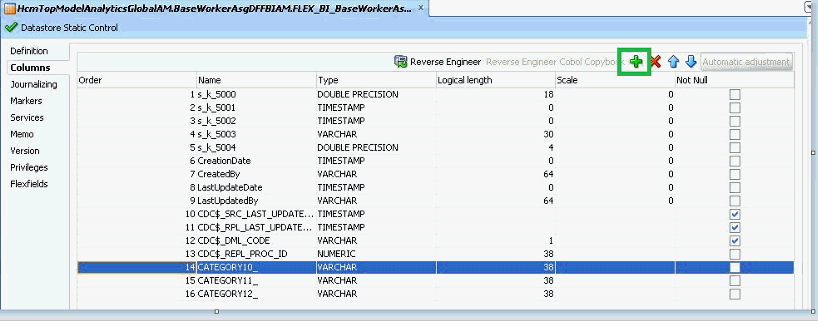 HcmTopModelAnalyticsGlobalAM.BaseWorkerAsgDFFBIAM.FLEX_BI_BaseWorkerAs... ×
Datastore Static Control
Definition
Columns
Journalizing
Markers
Services
Memo
Version
Privileges
Flexfields
Reverse Engineer Reverse Engineer Cobol Copybook Automatic adjustment
Order Name Type Logical length Scale Not Null
1 s_k_5000 DOUBLE PRECISION 18 0
2 s_k_5001 TIMESTAMP 0
3 s_k_5002 TIMESTAMP 0
4 s_k_5003 VARCHAR 30 0
5 s_k_5004 DOUBLE PRECISION 4 0
6 CreationDate TIMESTAMP 0
7 CreatedBy VARCHAR 64 0
8 LastUpdateDate TIMESTAMP 0
9 LastUpdatedBy VARCHAR 64 0
10 CDC$_SRC_LAST_UPDATE... TIMESTAMP
11 CDC$_RPL_LAST_UPDATE... TIMESTAMP
12 CDC$_DML_CODE VARCHAR 1
13 CDC$_REPL_PROC_ID NUMERIC 38
14 CATEGORY10_ VARCHAR 38
15 CATEGORY11_ VARCHAR 38
16 CATEGORY12_ VARCHAR 38